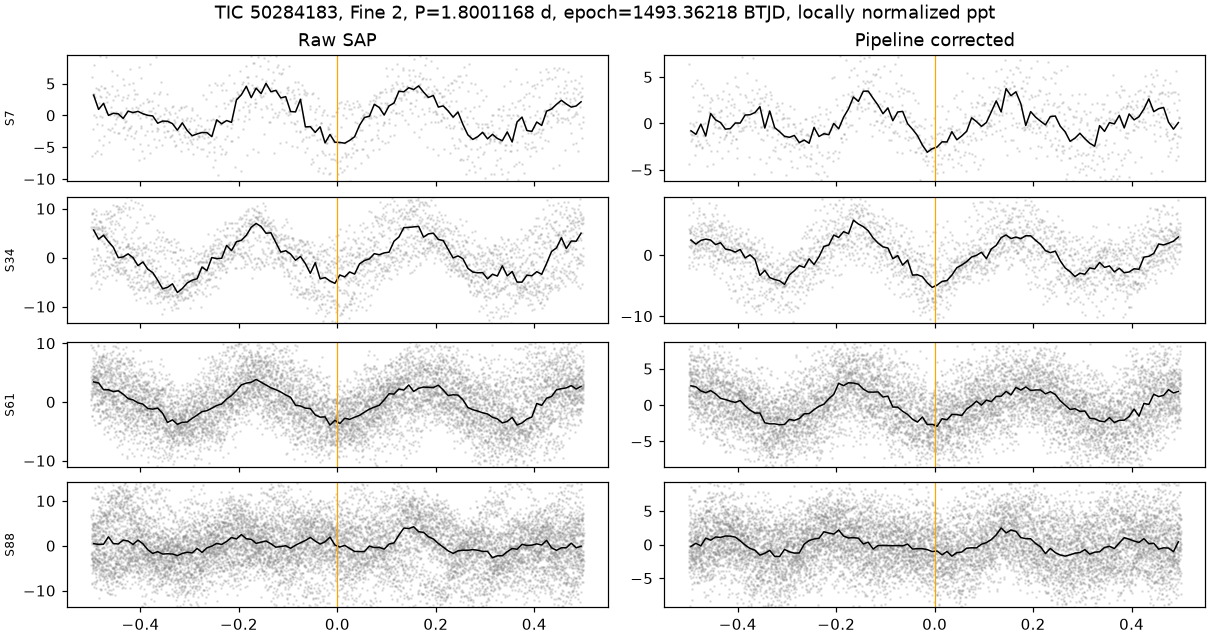 TIC 50284183, Fine 2, P=1.8001168 d, epoch=1493.36218 BTJD, locally normalized ppt
Raw SAP
Pipeline corrected
S7
5
0
−5
−10
5
0
−5
S34
10
0
−10
0
−10
S61
10
0
−10
5
0
−5
S88
10
0
−10
5
0
−5
−0.4 −0.2 0.0 0.2 0.4
−0.4 −0.2 0.0 0.2 0.4